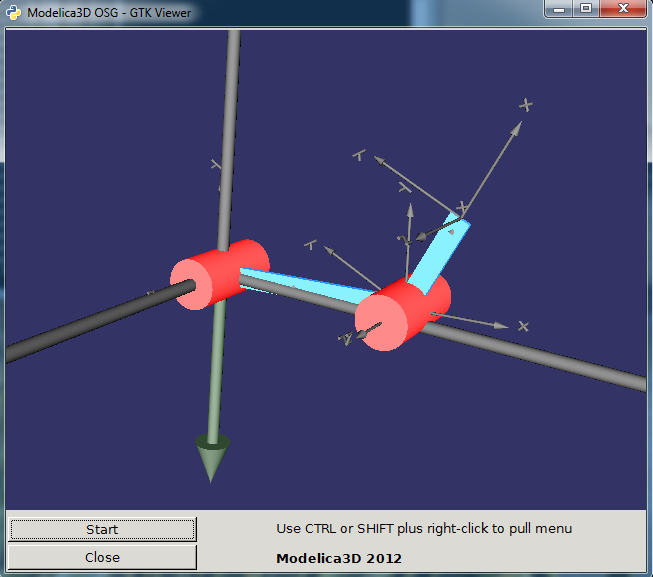 Modelica3D OSG - GTK Viewer
X
X
Start
Use CTRL or SHIFT plus right-click to pull menu
Close
Modelica3D 2012